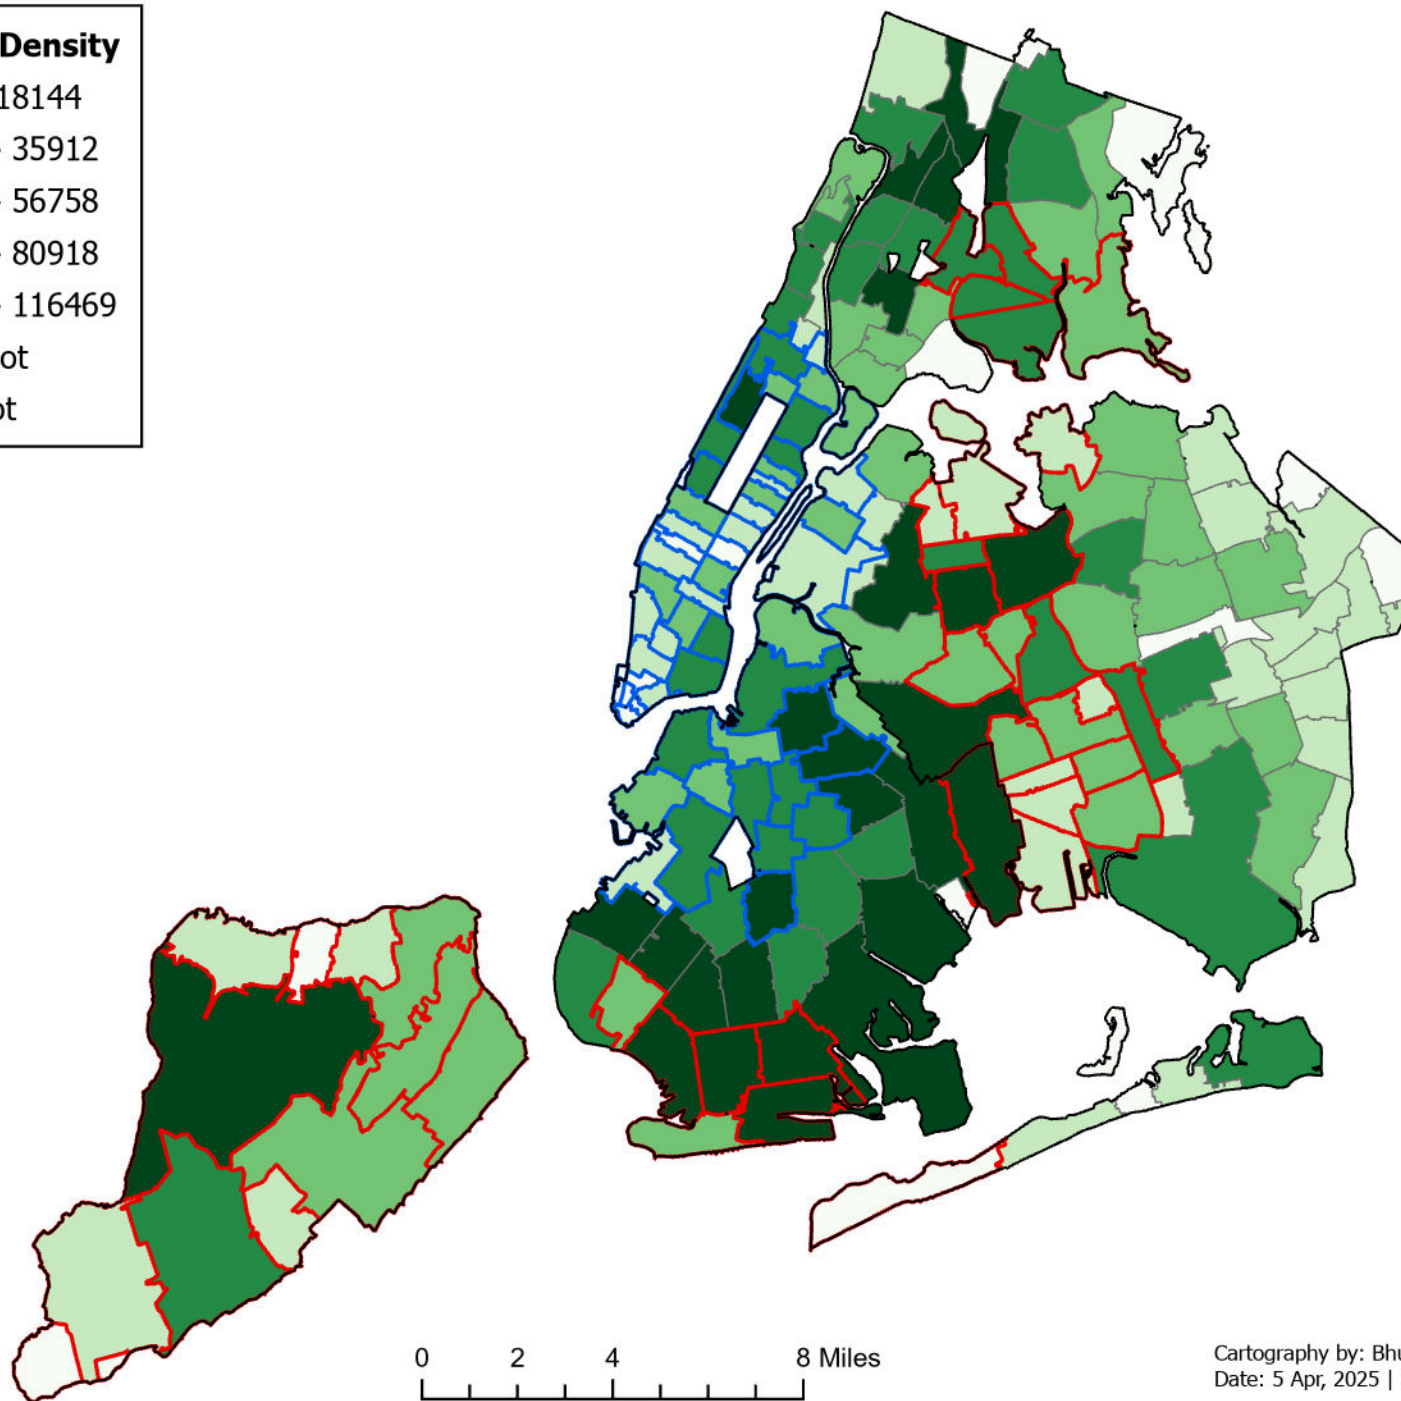 Density
18144
- 35912
- 56758
- 80918
- 116469
ot
ot
0 2 4 8 Miles
Cartography by: Bhu
Date: 5 Apr, 2025 |